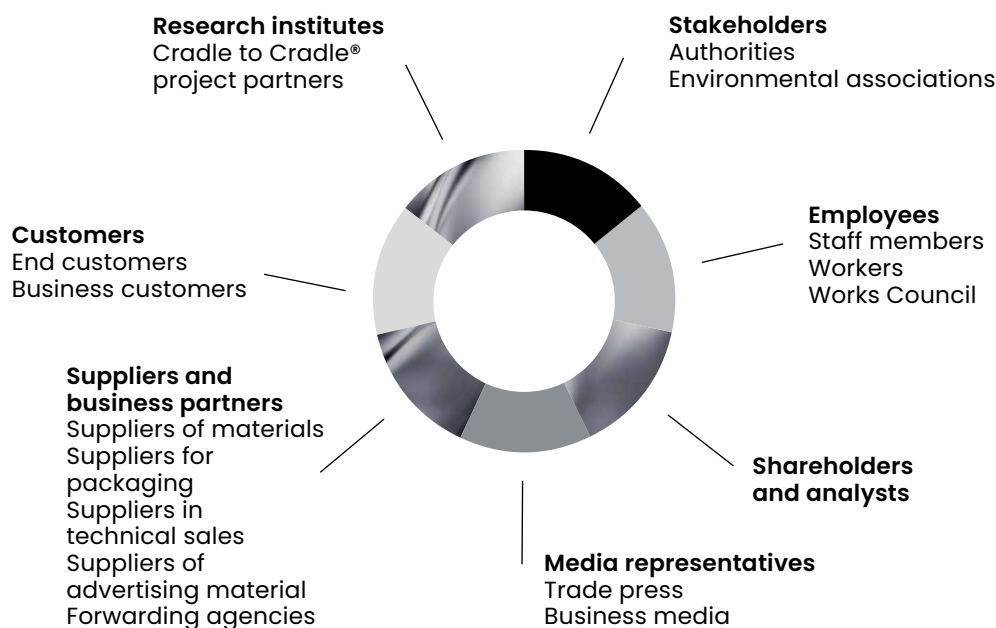 Research institutes
Cradle to Cradle®
project partners
Stakeholders
Authorities
Environmental associations
Employees
Staff members
Workers
Works Council
Customers
End customers
Business customers
Suppliers and
business partners
Suppliers of materials
Suppliers for
packaging
Suppliers in
technical sales
Suppliers of
advertising material
Forwarding agencies
Shareholders
and analysts
Media representatives
Trade press
Business media